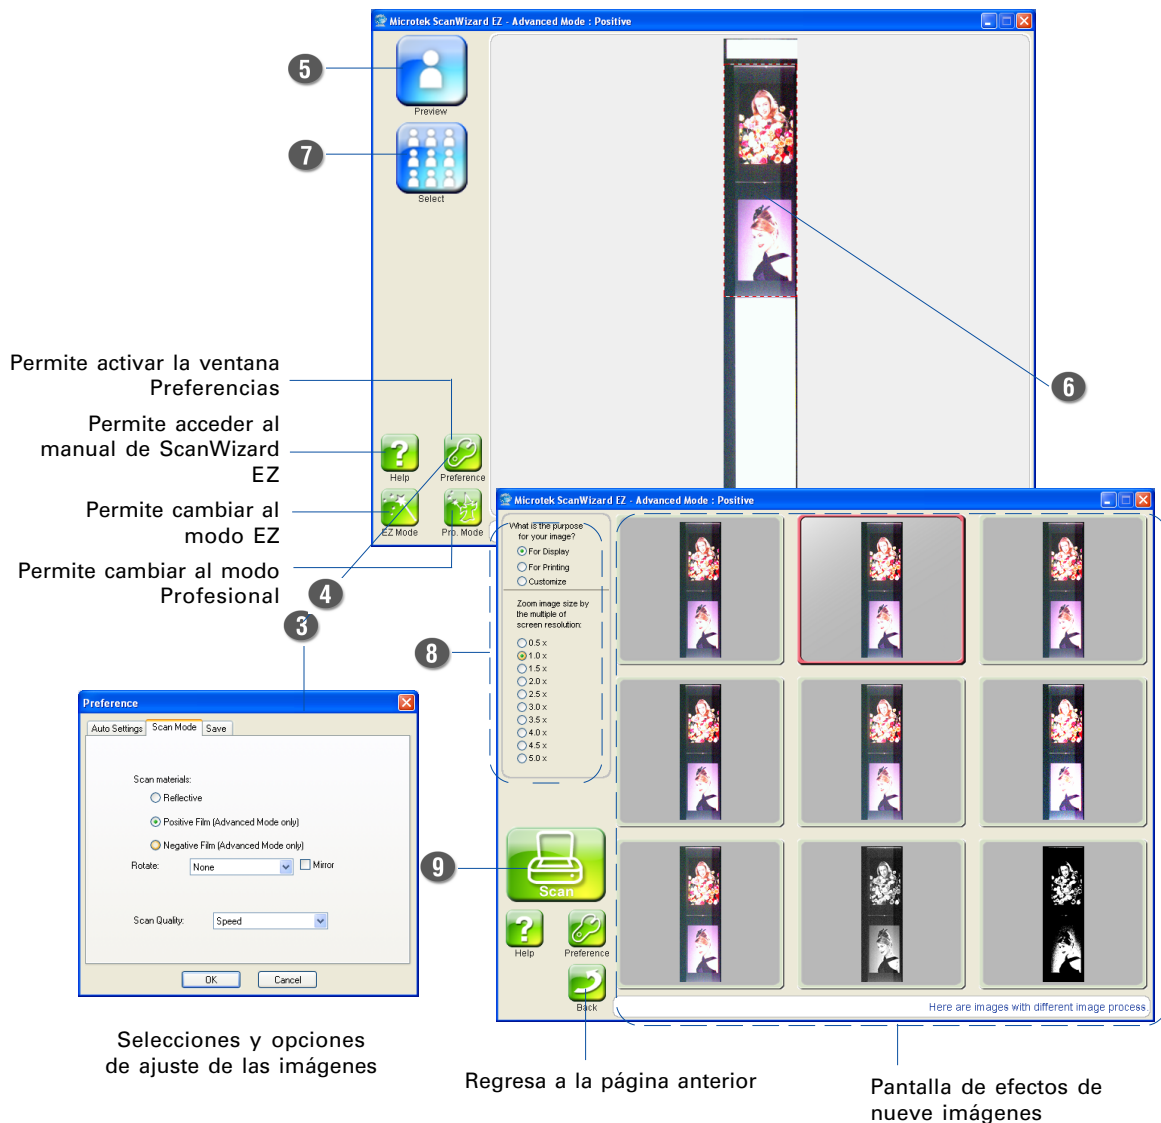 Microtek ScanWizard EZ - Advanced Mode : Positive
5
Preview
7
Select
6
Permite activar la ventana
Preferencias
Permite acceder al
manual de ScanWizard
EZ
Permite cambiar al
modo EZ
Permite cambiar al modo
Profesional
Help
Preference
EZ Mode
Pro. Mode
4
3
Preference
Auto Settings
Scan Mode
Save
Scan materials:
Reflective
Positive Film (Advanced Mode only)
Negative Film (Advanced Mode only)
Rotate:
None
Mirror
Scan Quality:
Speed
OK
Cancel
Selecciones y opciones
de ajuste de las imágenes
Microtek ScanWizard EZ - Advanced Mode : Positive
What is the purpose
for your image?
For Display
For Printing
Customize
Zoom image size by
the multiple of
screen resolution:
0.5 x
1.0 x
1.5 x
2.0 x
2.5 x
3.0 x
3.5 x
4.0 x
4.5 x
5.0 x
8
9
Scan
Help
Preference
Back
Here are images with different image process.
Regresa a la página anterior
Pantalla de efectos de
nueve imágenes